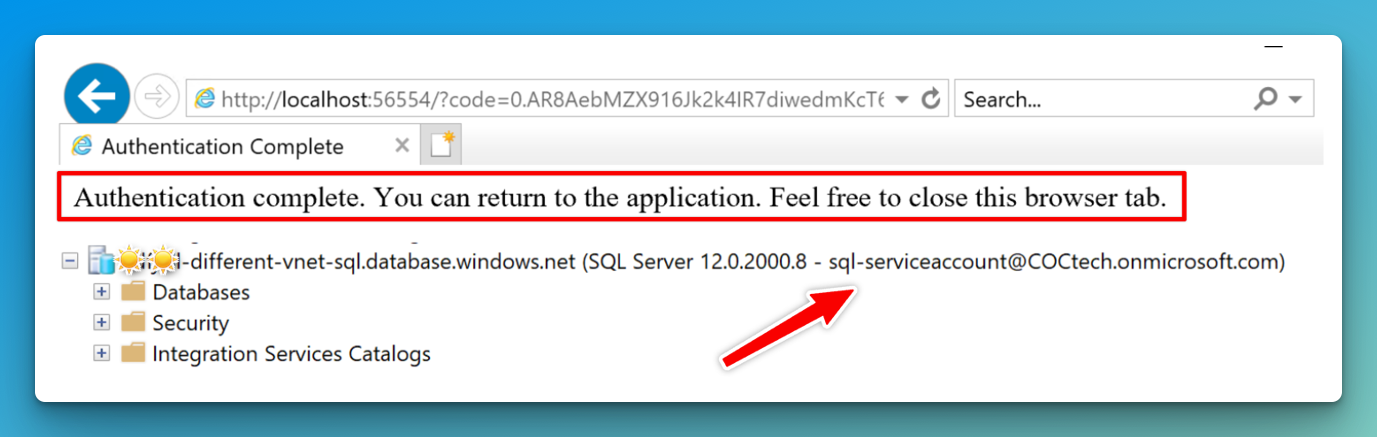 http://localhost:56554/?code=0.AR8AebMZX916Jk2k4IR7diwedmKcT6
Search...
Authentication Complete
Authentication complete. You can return to the application. Feel free to close this browser tab.
-different-vnet-sql.database.windows.net (SQL Server 12.0.2000.8 - sql-serviceaccount@COCtech.onmicrosoft.com)
Databases
Security
Integration Services Catalogs